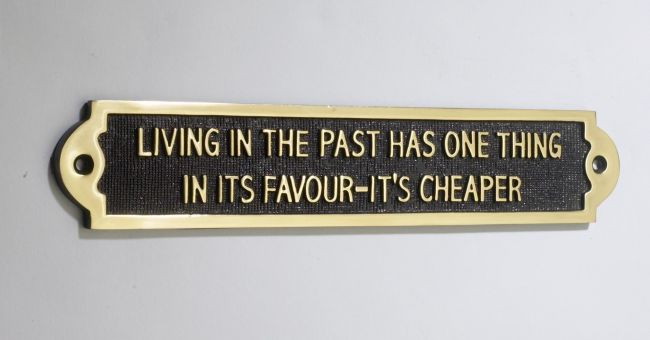 LIVING IN THE PAST HAS ONE THING
IN ITS FAVOUR-IT'S CHEAPER